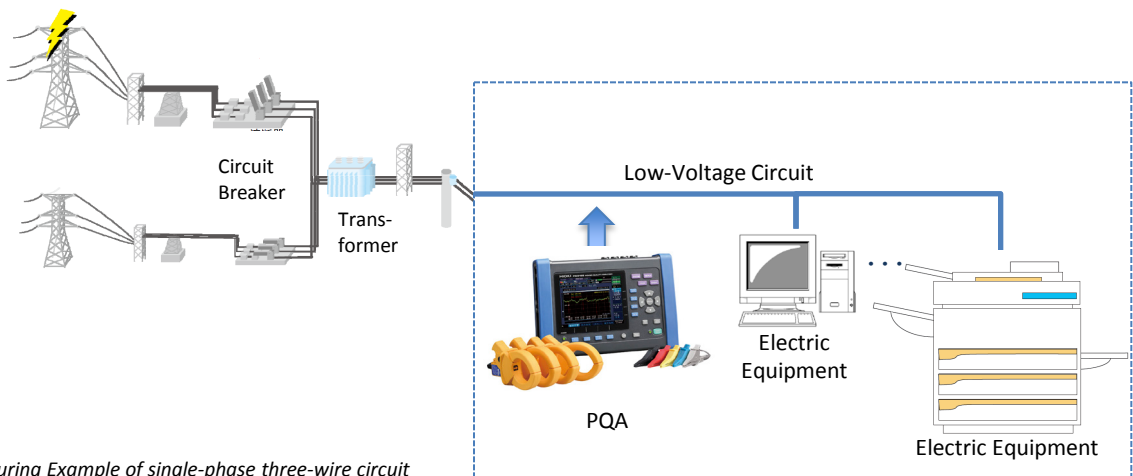 Circuit
Breaker
Trans-
former
Low-Voltage Circuit
Electric
Equipment
PQA
Electric Equipment
uring Example of single-phase three-wire circuit